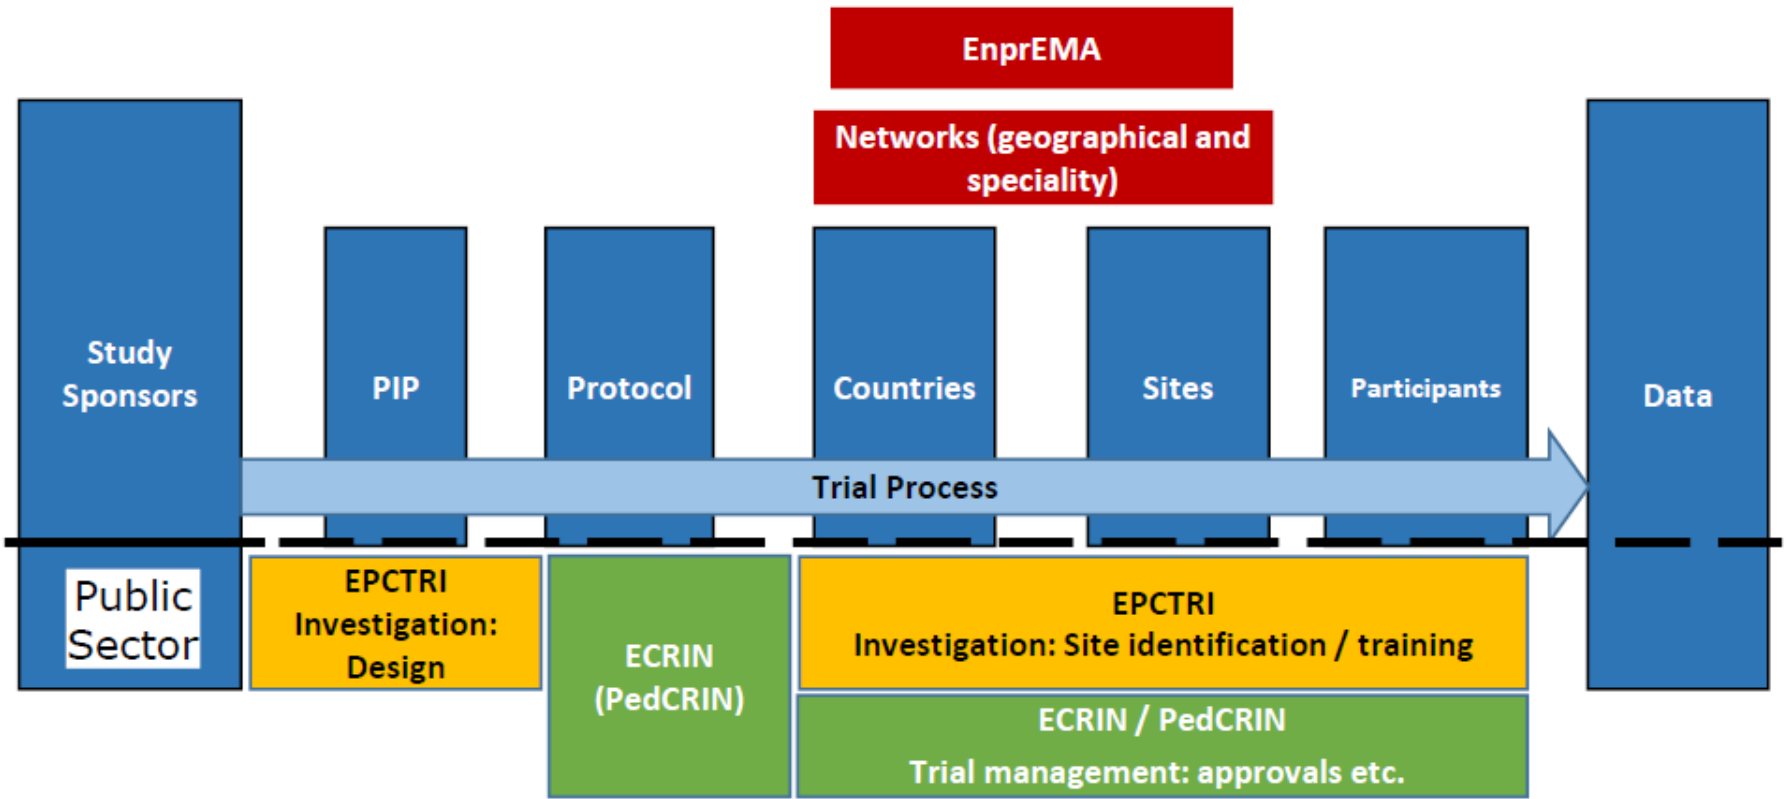 EnprEMA
Networks (geographical and
speciality)
Study
Sponsors
PIP
Protocol
Countries
Sites
Participants
Data
Trial Process
Public
Sector
EPCTRI
Investigation:
Design
ECRIN
(PedCRIN)
EPCTRI
Investigation: Site identification / training
ECRIN / PedCRIN
Trial management: approvals etc.